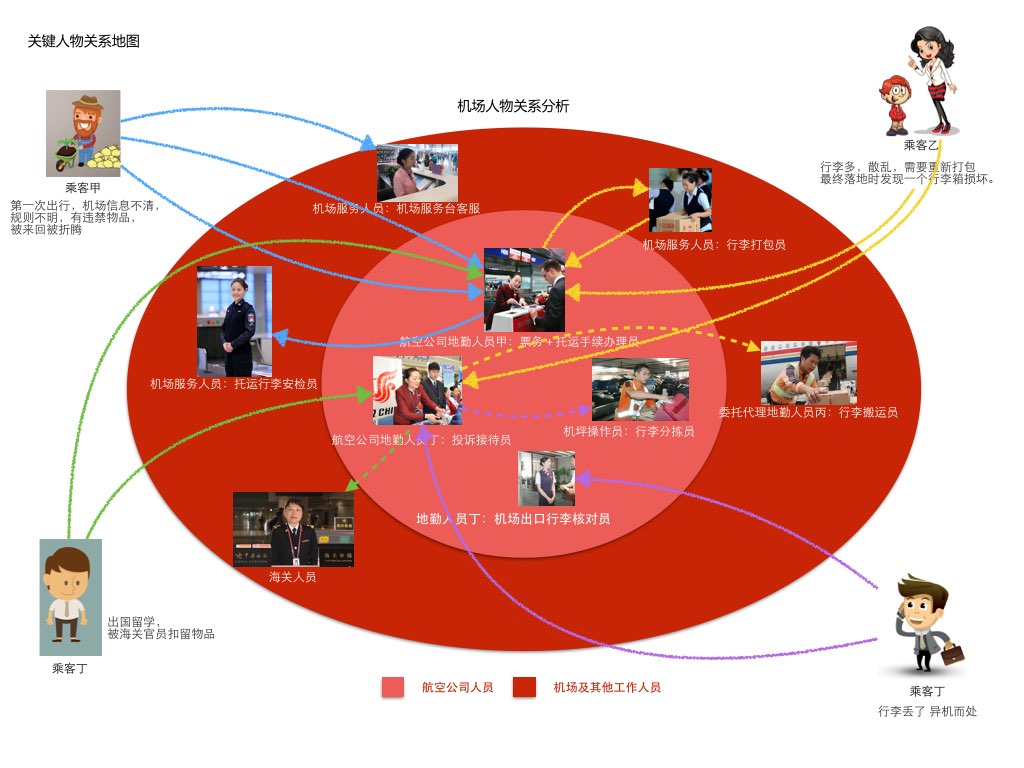 关键人物关系地图
机场人物关系分析
乘客甲
第一次出行，机场信息不清，
规则不明，有违禁物品，
被来回被折腾
乘客乙
行李多，散乱，需要重新打包
最终落地时发现一个行李箱损坏。
机场服务人员：机场服务台客服
机场服务人员：行李打包员
航空公司地勤人员甲：票务＋托运手续办理员
机场服务人员：托运行李安检员
委托代理地勤人员丙：行李搬运员
机坪操作员：行李分拣员
航空公司地勤人员丁：投诉接待员
R CHI
地勤人员丁：机场出口行李核对员
海关人员
出国留学，
被海关官员扣留物品
乘客丁
乘客丁
行李丢了 异机而处
航空公司人员
机场及其他工作人员